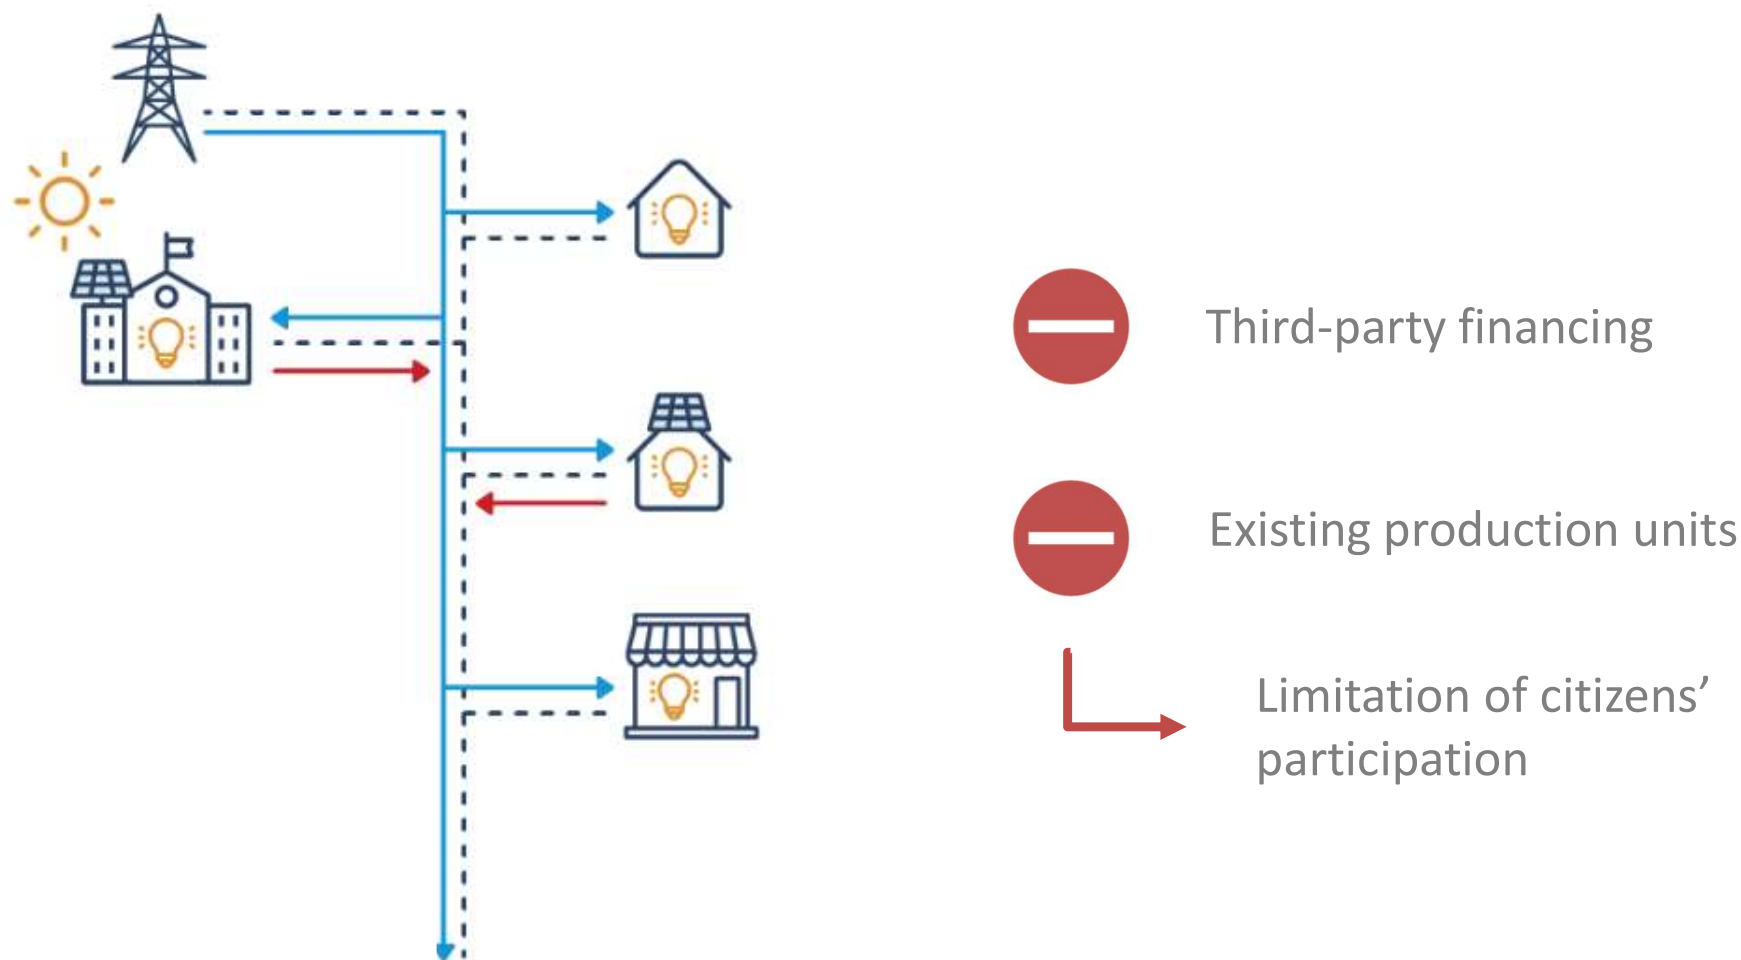 Third-party financing
Existing production units
Limitation of citizens’
participation